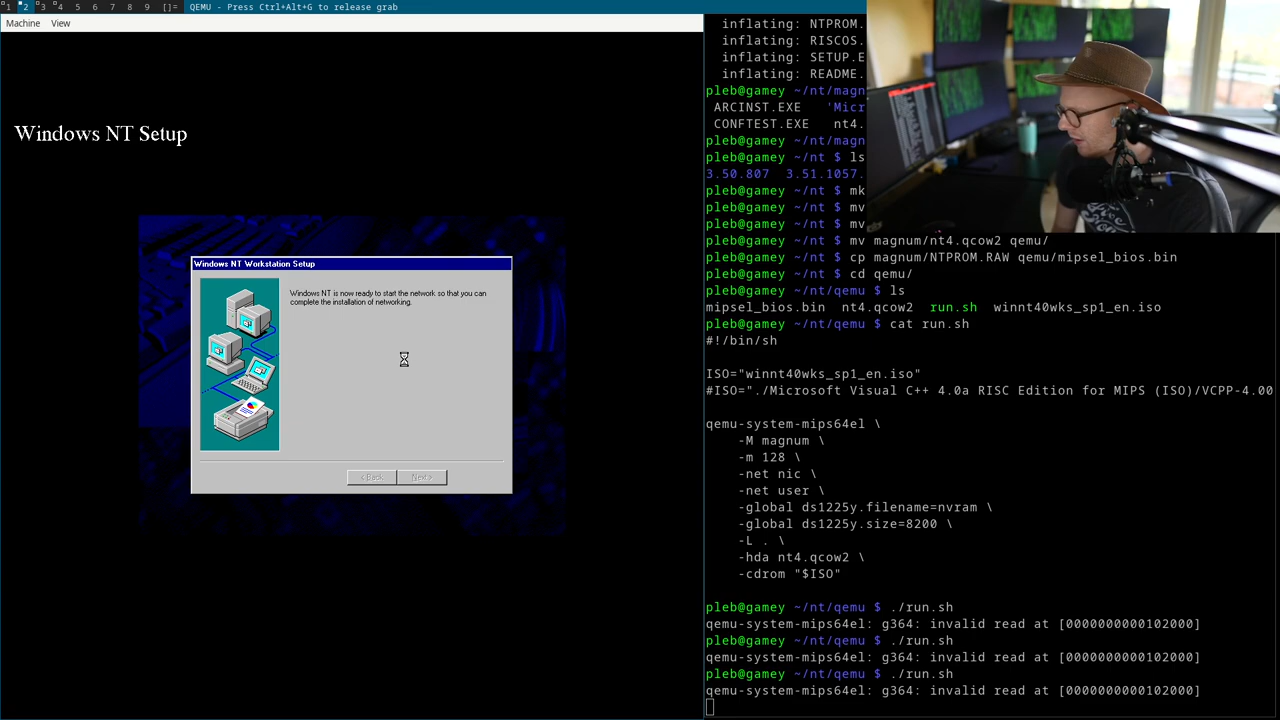 1 2 3 4 5 6 7 8 9 []= QEMU - Press Ctrl+Alt+G to release grab
Machine View
Windows NT Setup
Windows NT Workstation Setup
Windows NT is now ready to start the network so that you can
complete the installation of networking.
< Back Next >
inflating: NTPROM.
inflating: RISCOS.
inflating: SETUP.E
inflating: README.
pleb@gamey ~/nt/magn
ARCINST.EXE 'Micr
CONFTEST.EXE nt4.
pleb@gamey ~/nt/magn
pleb@gamey ~/nt $ ls
3.50.807 3.51.1057.
pleb@gamey ~/nt $ mk
pleb@gamey ~/nt $ mv
pleb@gamey ~/nt $ mv
pleb@gamey ~/nt $ mv magnum/nt4.qcow2 qemu/
pleb@gamey ~/nt $ cp magnum/NTPROM.RAW qemu/mipsel_bios.bin
pleb@gamey ~/nt $ cd qemu/
pleb@gamey ~/nt/qemu $ ls
mipsel_bios.bin nt4.qcow2 run.sh winnt40wks_sp1_en.iso
pleb@gamey ~/nt/qemu $ cat run.sh
#!/bin/sh
ISO="winnt40wks_sp1_en.iso"
#ISO="./Microsoft Visual C++ 4.0a RISC Edition for MIPS (ISO)/VCPP-4.00
qemu-system-mips64el \
-M magnum \
-m 128 \
-net nic \
-net user \
-global ds1225y.filename=nvram \
-global ds1225y.size=8200 \
-L . \
-hda nt4.qcow2 \
-cdrom "$ISO"
pleb@gamey ~/nt/qemu $ ./run.sh
qemu-system-mips64el: g364: invalid read at [0000000000102000]
pleb@gamey ~/nt/qemu $ ./run.sh
qemu-system-mips64el: g364: invalid read at [0000000000102000]
pleb@gamey ~/nt/qemu $ ./run.sh
qemu-system-mips64el: g364: invalid read at [0000000000102000]